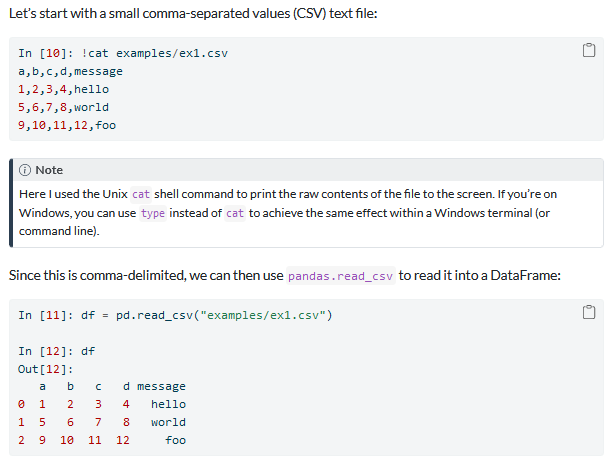 Let's start with a small comma-separated values (CSV) text file:
In [10]: !cat examples/ex1.csv
a,b,c,d,message
1,2,3,4,hello
5,6,7,8,world
9,10,11,12,foo
Note
Here I used the Unix cat shell command to print the raw contents of the file to the screen. If you're on
Windows, you can use type instead of cat to achieve the same effect within a Windows terminal (or
command line).
Since this is comma-delimited, we can then use pandas.read_csv to read it into a DataFrame:
In [11]: df = pd.read_csv("examples/ex1.csv")
In [12]: df
Out[12]:
   a   b   c   d message
0  1   2   3   4   hello
1  5   6   7   8   world
2  9  10  11  12     foo